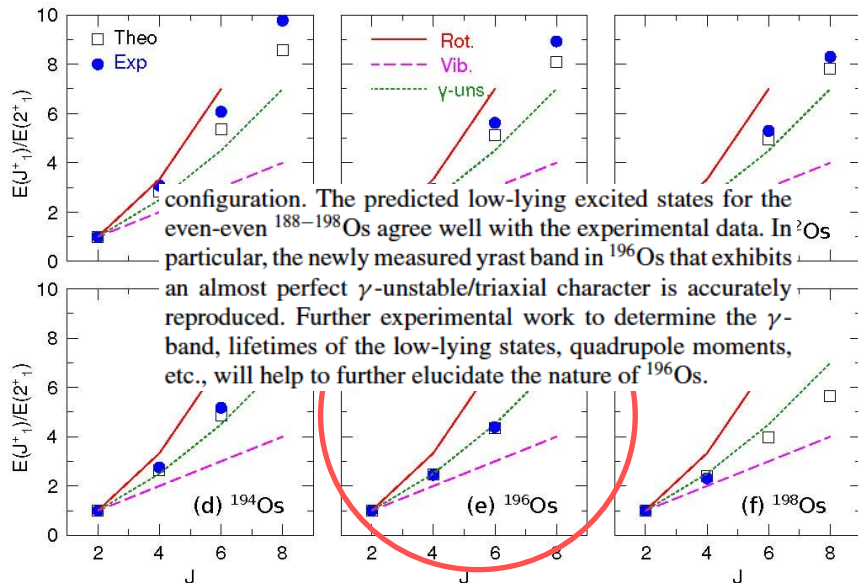 10
8
6
4
2
0
E(J⁺₁)/E(2⁺₁)
Theo
Exp
Rot.
Vib.
γ-uns.
²Os
configuration. The predicted low-lying excited states for the
even-even ¹⁸⁸⁻¹⁹⁸Os agree well with the experimental data. In
particular, the newly measured yrast band in ¹⁹⁶Os that exhibits
an almost perfect γ-unstable/triaxial character is accurately
reproduced. Further experimental work to determine the γ-
band, lifetimes of the low-lying states, quadrupole moments,
etc., will help to further elucidate the nature of ¹⁹⁶Os.
10
8
6
4
2
0
E(J⁺₁)/E(2⁺₁)
(d) ¹⁹⁴Os
(e) ¹⁹⁶Os
(f) ¹⁹⁸Os
2 4 6 8
2 4 6 8
2 4 6 8
J
J
J